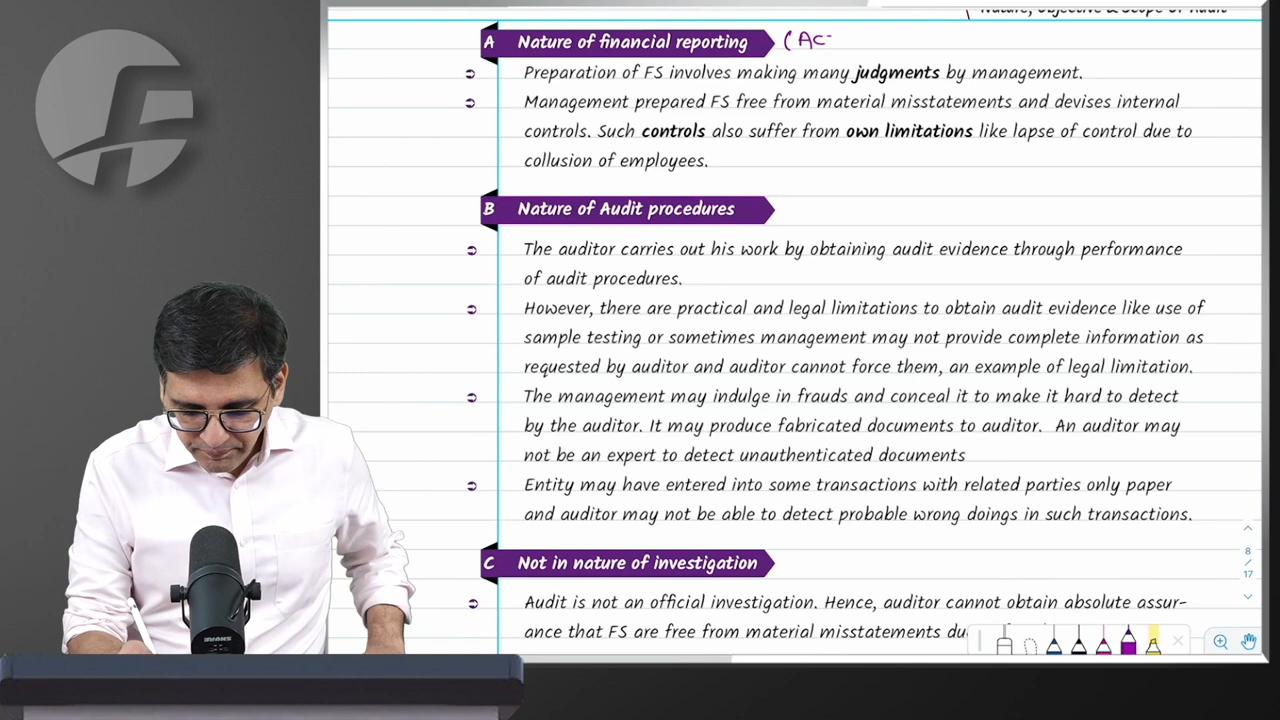 Nature, Objective & Scope of Audit
A Nature of financial reporting (Ac-
Preparation of FS involves making many judgments by management.
Management prepared FS free from material misstatements and devises internal
controls. Such controls also suffer from own limitations like lapse of control due to
collusion of employees.
B Nature of Audit procedures
The auditor carries out his work by obtaining audit evidence through performance
of audit procedures.
However, there are practical and legal limitations to obtain audit evidence like use of
sample testing or sometimes management may not provide complete information as
requested by auditor and auditor cannot force them, an example of legal limitation.
The management may indulge in frauds and conceal it to make it hard to detect
by the auditor. It may produce fabricated documents to auditor. An auditor may
not be an expert to detect unauthenticated documents
Entity may have entered into some transactions with related parties only paper
and auditor may not be able to detect probable wrong doings in such transactions.
8
/
17
C Not in nature of investigation
Audit is not an official investigation. Hence, auditor cannot obtain absolute assur-
ance that FS are free from material misstatements
SHURE